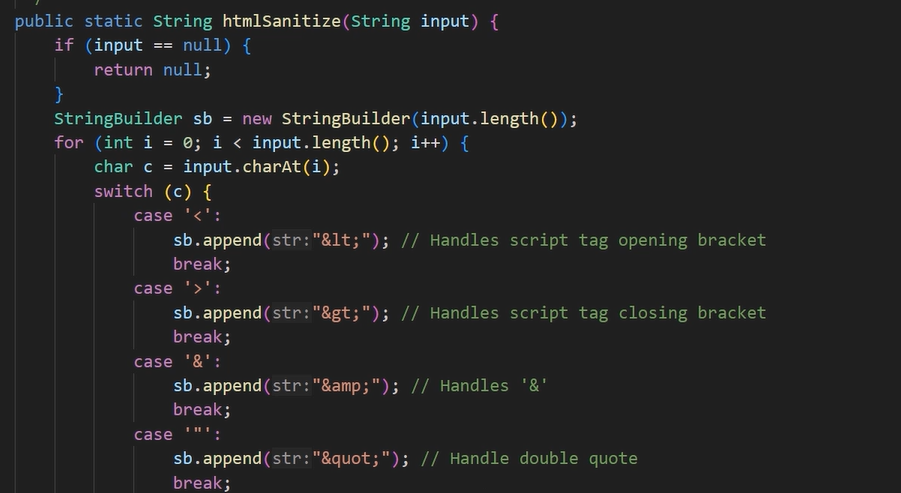 public static String htmlSanitize(String input) {
    if (input == null) {
        return null;
    }
    StringBuilder sb = new StringBuilder(input.length());
    for (int i = 0; i < input.length(); i++) {
        char c = input.charAt(i);
        switch (c) {
            case '<':
                sb.append(str:"&lt;"); // Handles script tag opening bracket
                break;
            case '>':
                sb.append(str:"&gt;"); // Handles script tag closing bracket
                break;
            case '&':
                sb.append(str:"&amp;"); // Handles '&'
                break;
            case '"':
                sb.append(str:"&quot;"); // Handle double quote
                break;